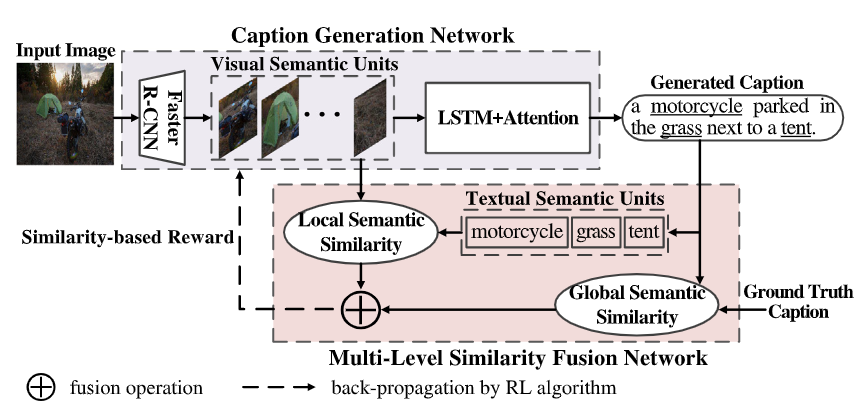 Caption Generation Network
Input Image
Visual Semantic Units
Faster
R-CNN
LSTM+Attention
Generated Caption
a motorcycle parked in
the grass next to a tent.
Textual Semantic Units
motorcycle grass tent
Local Semantic
Similarity
Similarity-based Reward
Global Semantic
Similarity
Ground Truth
Caption
Multi-Level Similarity Fusion Network
fusion operation
back-propagation by RL algorithm